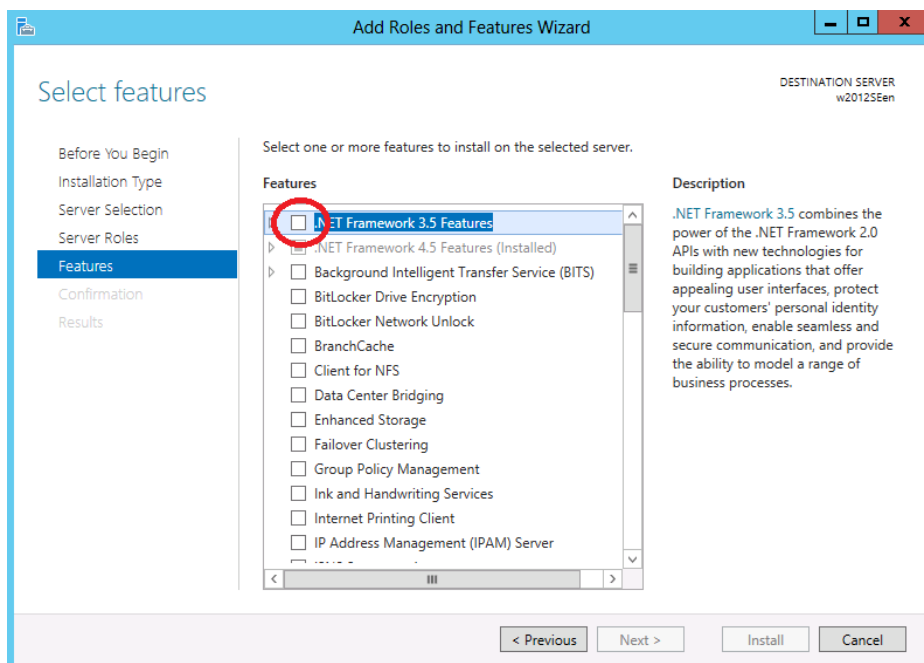 Add Roles and Features Wizard
Select features
DESTINATION SERVER
w2012SEen
Before You Begin
Installation Type
Server Selection
Server Roles
Features
Confirmation
Results
Select one or more features to install on the selected server.
Features
.NET Framework 3.5 Features
.NET Framework 4.5 Features (Installed)
Background Intelligent Transfer Service (BITS)
BitLocker Drive Encryption
BitLocker Network Unlock
BranchCache
Client for NFS
Data Center Bridging
Enhanced Storage
Failover Clustering
Group Policy Management
Ink and Handwriting Services
Internet Printing Client
IP Address Management (IPAM) Server
Description
.NET Framework 3.5 combines the
power of the .NET Framework 2.0
APIs with new technologies for
building applications that offer
appealing user interfaces, protect
your customers' personal identity
information, enable seamless and
secure communication, and provide
the ability to model a range of
business processes.
< Previous
Next >
Install
Cancel